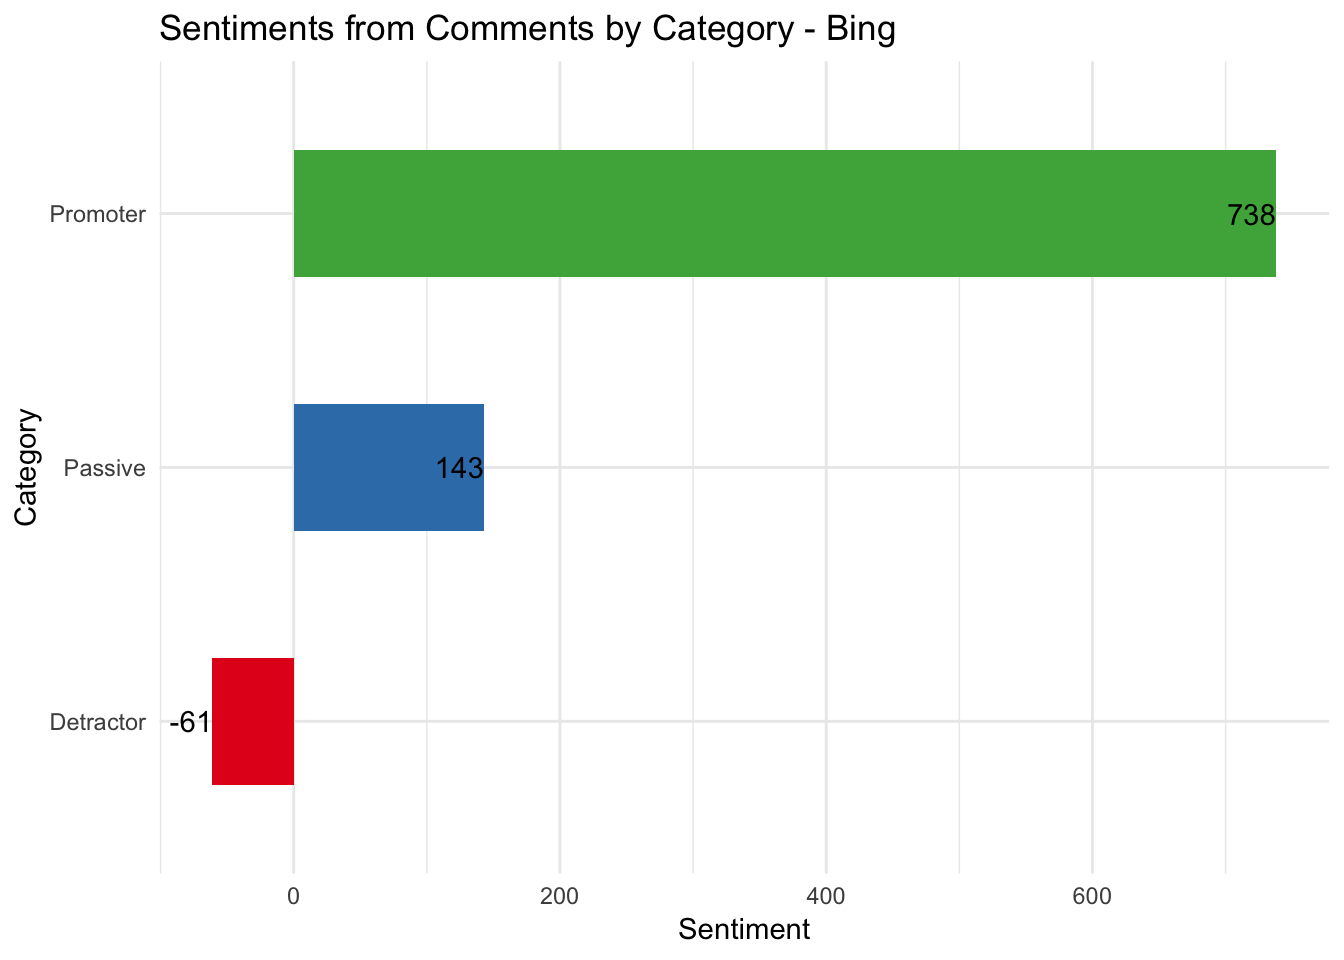 Sentiments from Comments by Category - Bing
Category
Promoter
738
Passive
143
Detractor
-61
0 200 400 600
Sentiment